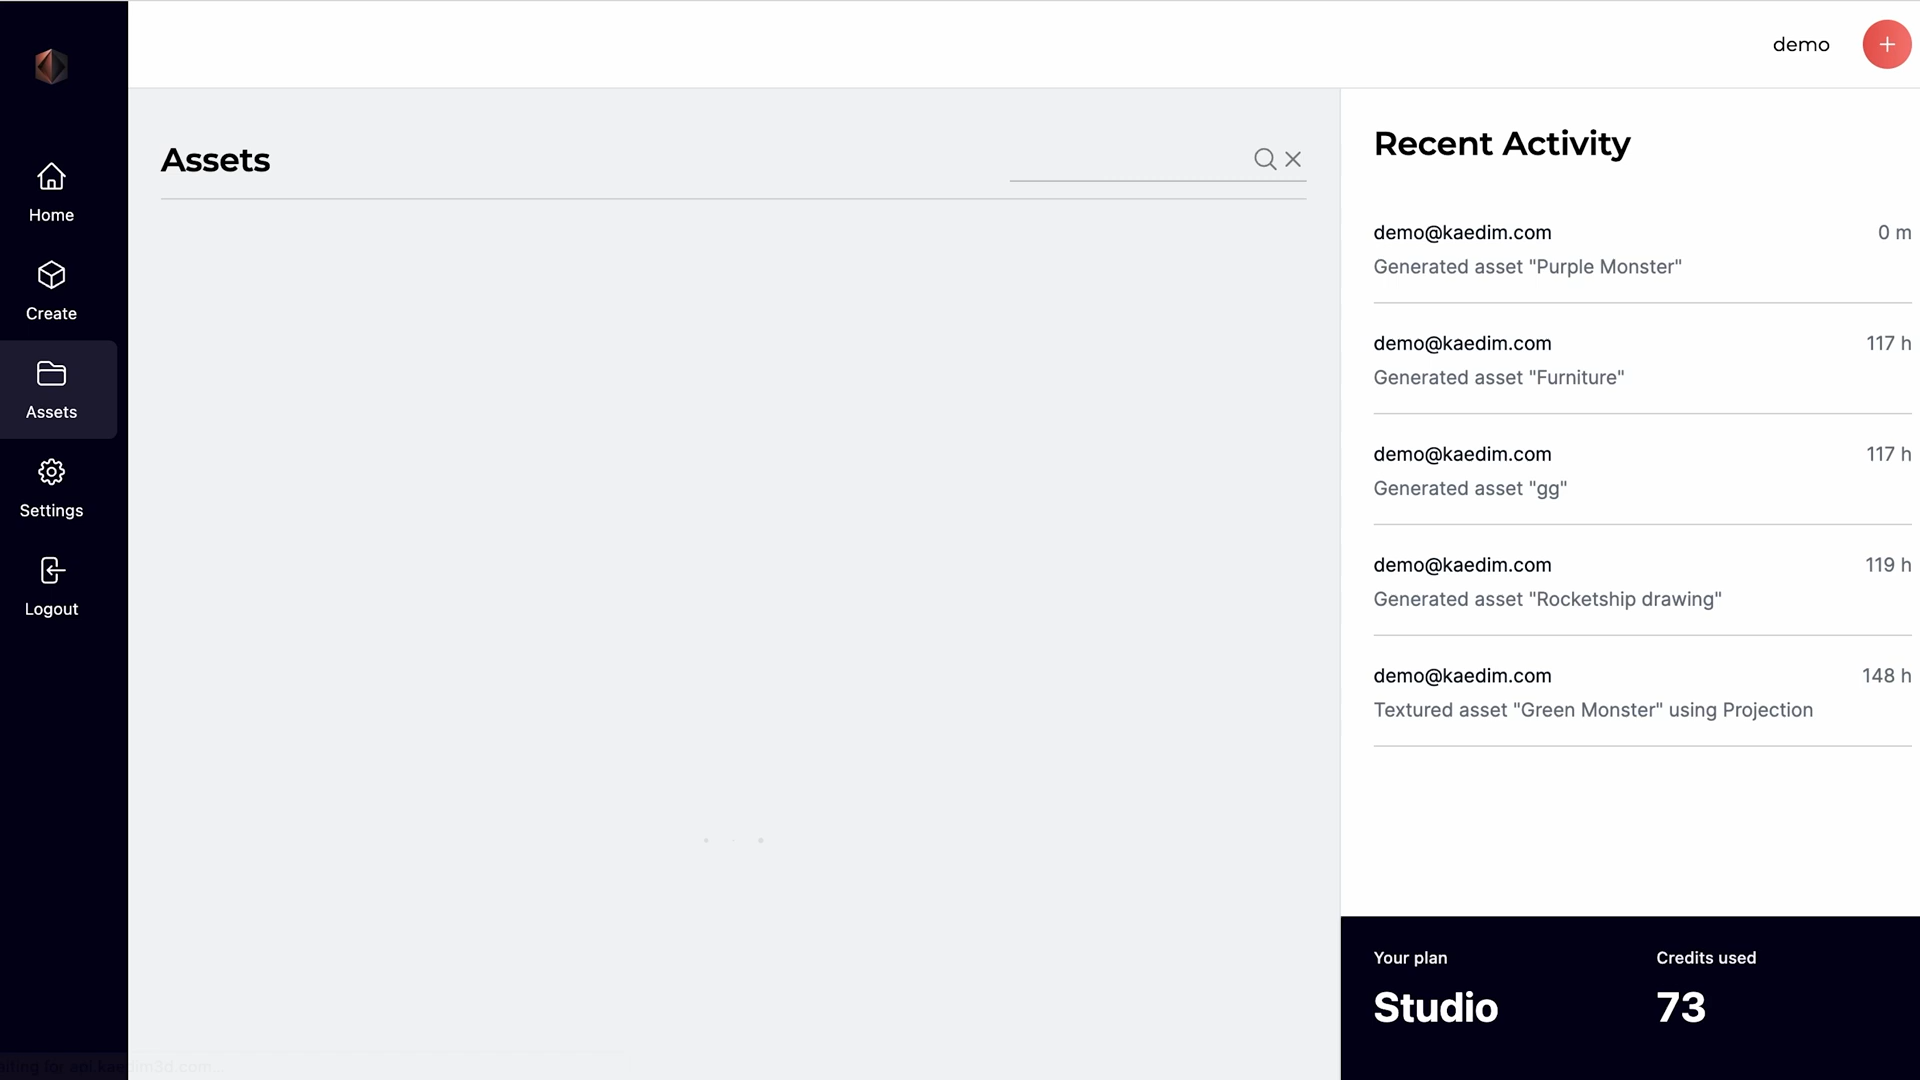 demo
Home
Create
Assets
Settings
Logout
Assets
Recent Activity
demo@kaedim.com 0 m
Generated asset "Purple Monster"
demo@kaedim.com 117 h
Generated asset "Furniture"
demo@kaedim.com 117 h
Generated asset "gg"
demo@kaedim.com 119 h
Generated asset "Rocketship drawing"
demo@kaedim.com 148 h
Textured asset "Green Monster" using Projection
Your plan Credits used
Studio 73